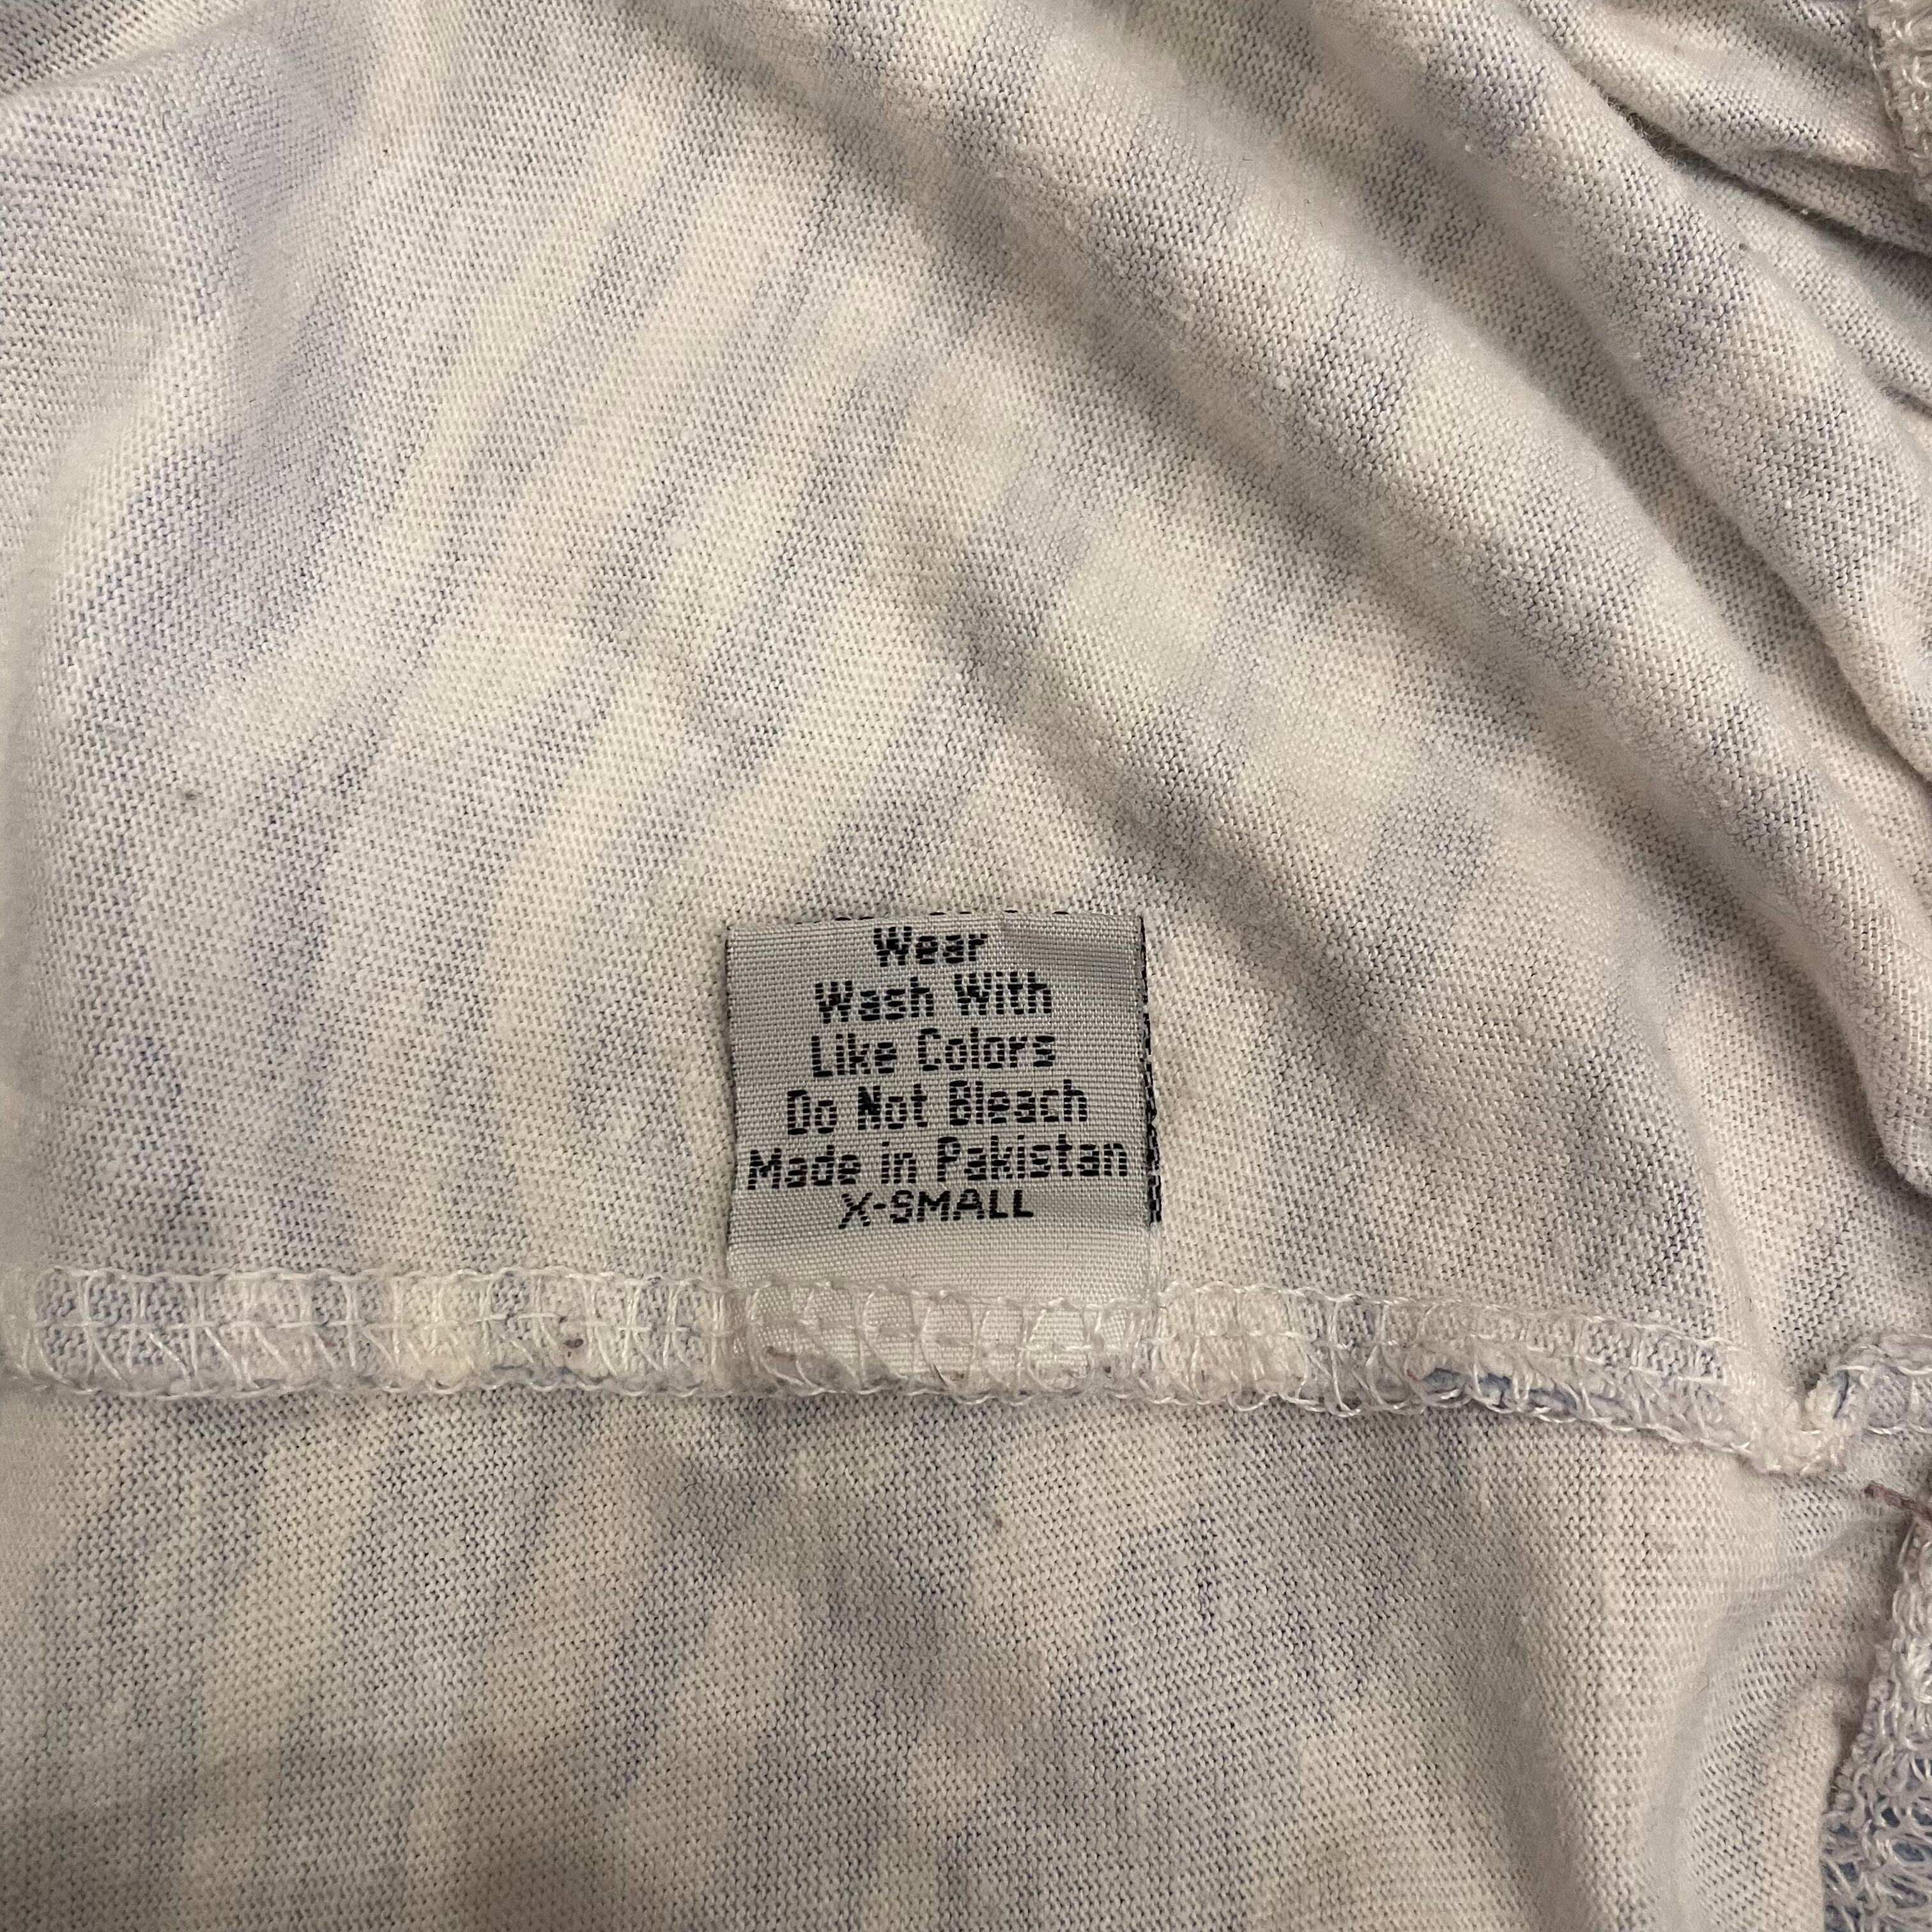 Wear
Wash With
Like Colors
Do Not Bleach
Made in Pakistan
X-SMALL